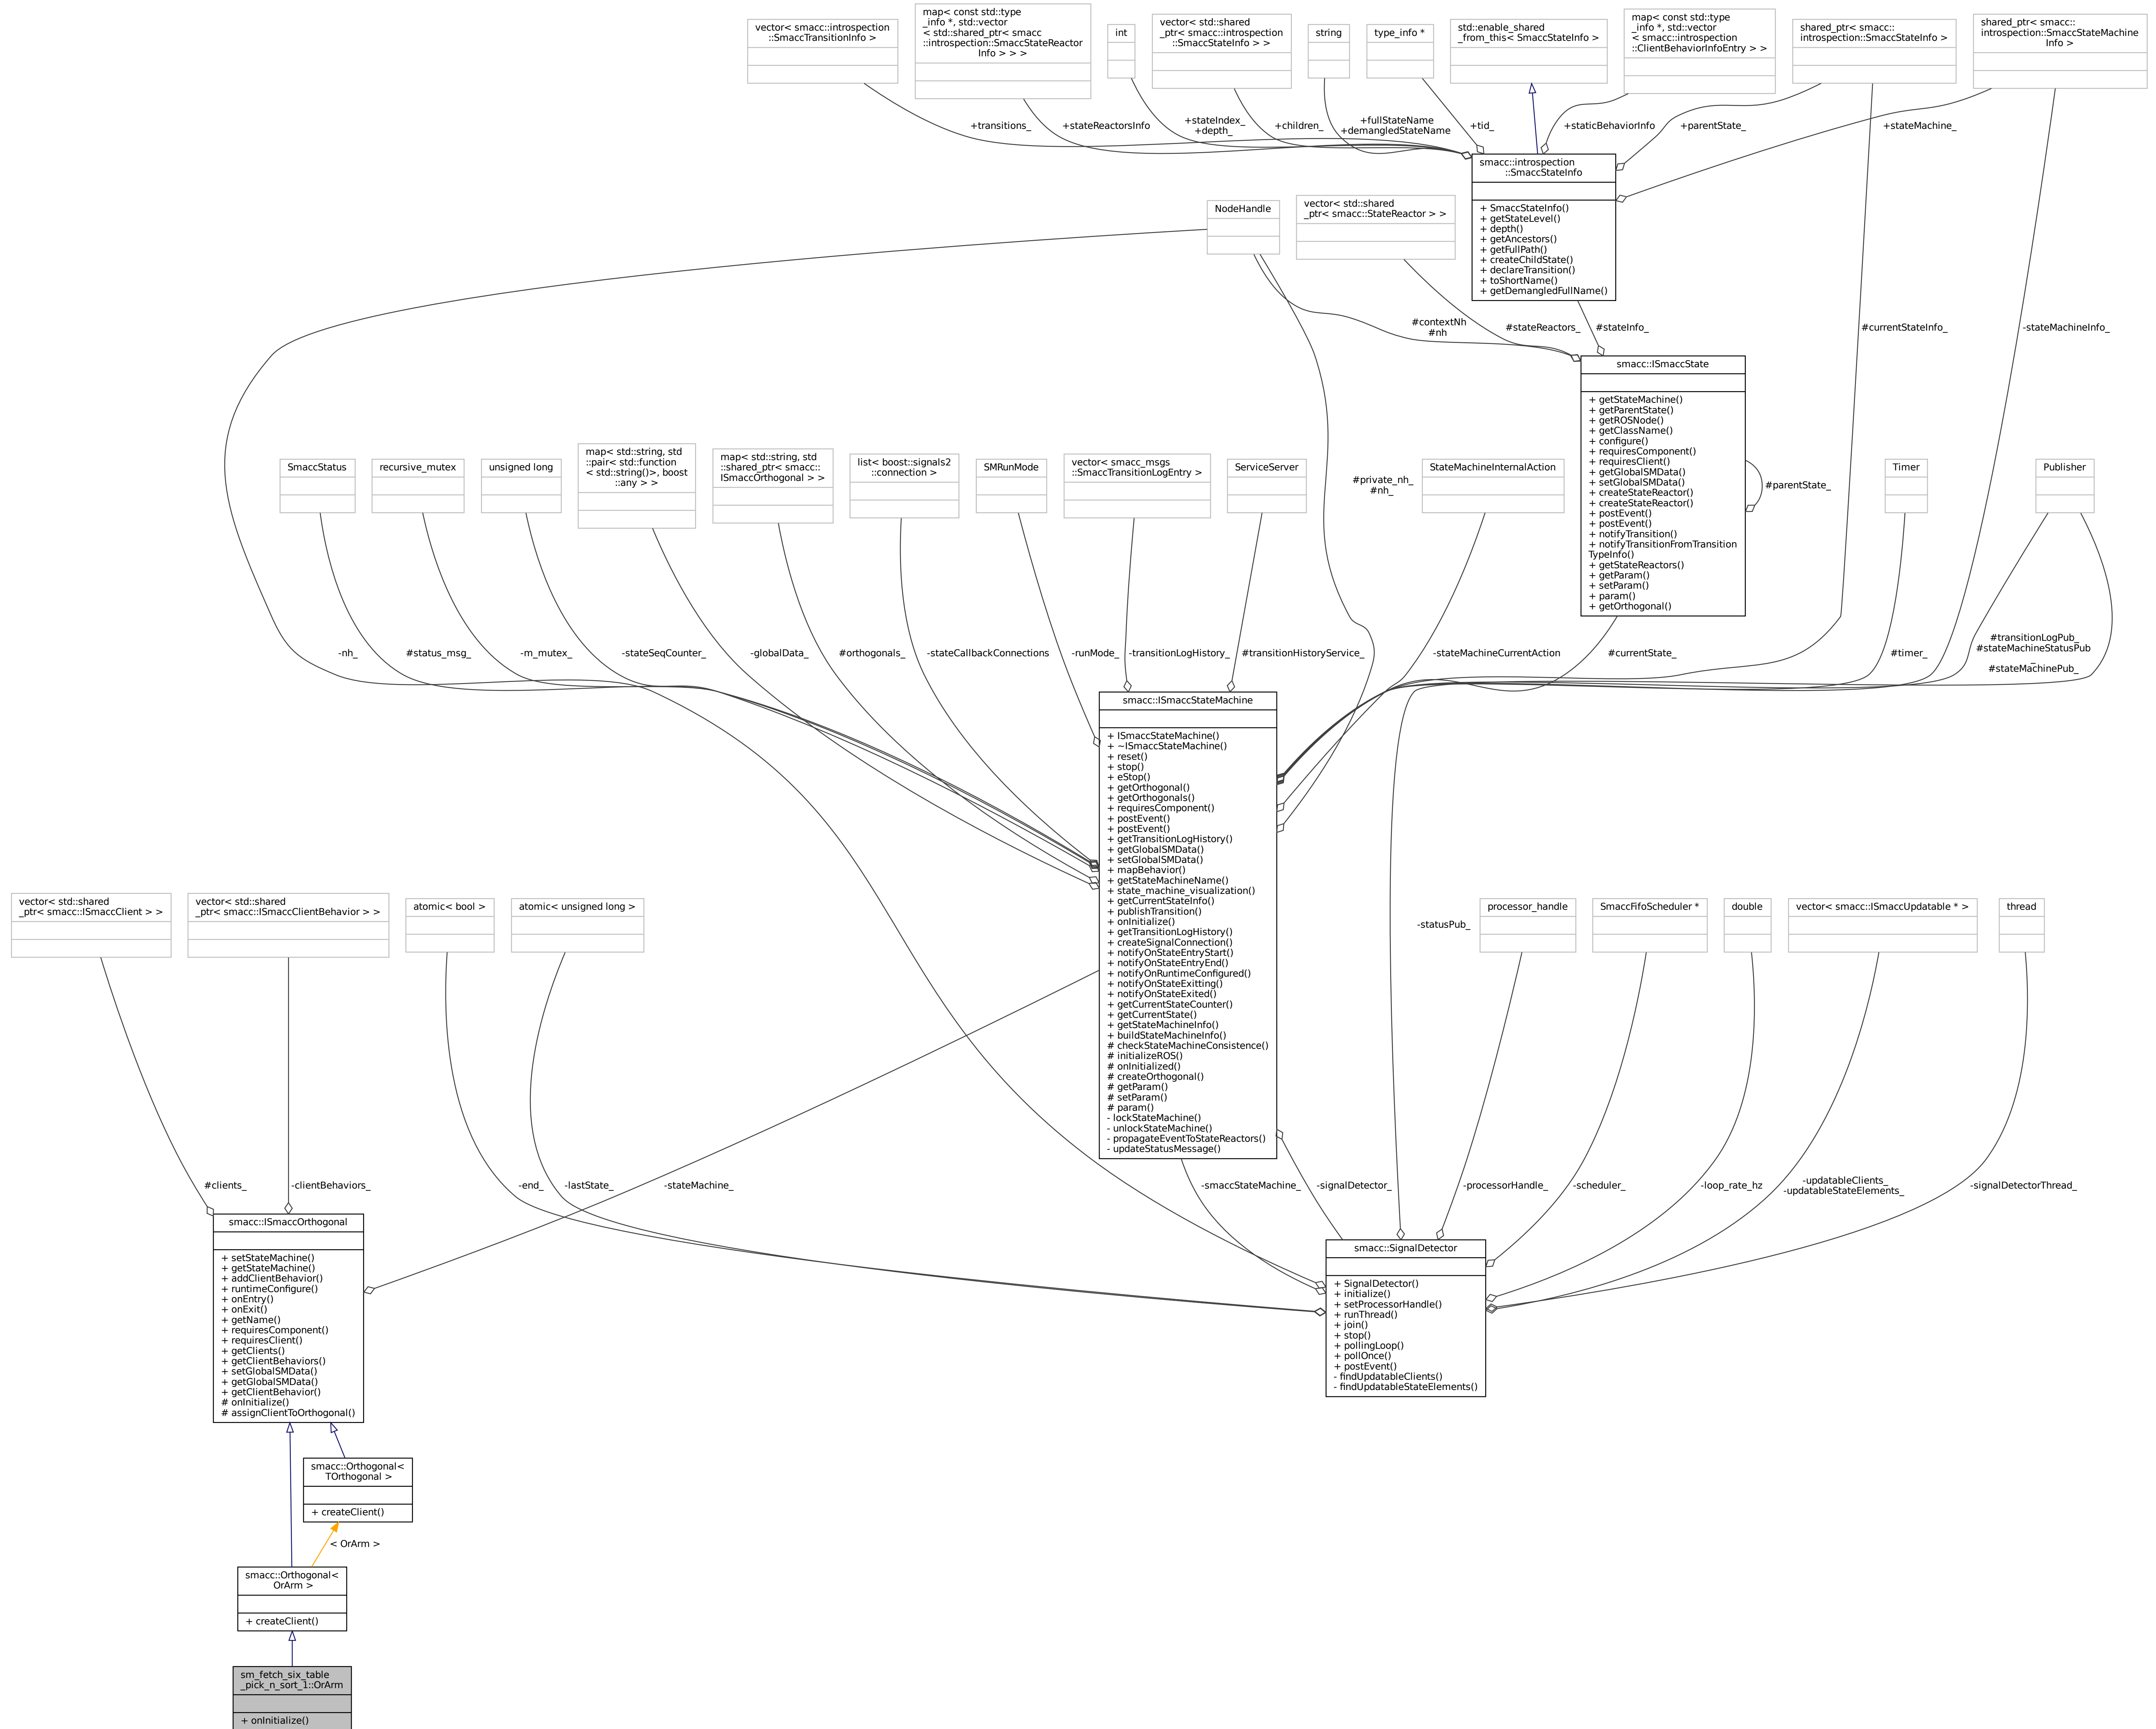 vector< smacc::introspection
::SmaccTransitionInfo >
map< const std::type
_info *, std::vector
< std::shared_ptr< smacc
::introspection::SmaccStateReactor
Info > > >
int
vector< std::shared
_ptr< smacc::introspection
::SmaccStateInfo > >
string
type_info *
std::enable_shared
_from_this< SmaccStateInfo >
map< const std::type
_info *, std::vector
< smacc::introspection
::ClientBehaviorInfoEntry > >
shared_ptr< smacc::
introspection::SmaccStateInfo >
shared_ptr< smacc::
introspection::SmaccStateMachine
Info >
+transitions_
+stateReactorsInfo
+stateIndex_
+depth_
+children_
+fullStateName
+demangledStateName
+tid_
+staticBehaviorInfo
+parentState_
+stateMachine_
smacc::introspection
::SmaccStateInfo
+ SmaccStateInfo()
+ getStateLevel()
+ depth()
+ getAncestors()
+ getFullPath()
+ createChildState()
+ declareTransition()
+ toShortName()
+ getDemangledFullName()
NodeHandle
vector< std::shared
_ptr< smacc::StateReactor > >
#contextNh
#nh
#stateReactors_
#stateInfo_
#currentStateInfo_
-stateMachineInfo_
smacc::ISmaccState
+ getStateMachine()
+ getParentState()
+ getROSNode()
+ getClassName()
+ configure()
+ requiresComponent()
+ requiresClient()
+ getGlobalSMData()
+ setGlobalSMData()
+ createStateReactor()
+ createStateReactor()
+ postEvent()
+ postEvent()
+ notifyTransition()
+ notifyTransitionFromTransition
TypeInfo()
+ getStateReactors()
+ getParam()
+ setParam()
+ param()
+ getOrthogonal()
#parentState_
SmaccStatus
recursive_mutex
unsigned long
map< std::string, std
::pair< std::function
< std::string()>, boost
::any > >
map< std::string, std
::shared_ptr< smacc::
ISmaccOrthogonal > >
list< boost::signals2
::connection >
SMRunMode
vector< smacc_msgs
::SmaccTransitionLogEntry >
ServiceServer
#private_nh_
#nh_
StateMachineInternalAction
Timer
Publisher
-nh_
#status_msg_
-m_mutex_
-stateSeqCounter_
-globalData_
#orthogonals_
-stateCallbackConnections
-runMode_
-transitionLogHistory_
#transitionHistoryService_
-stateMachineCurrentAction
#currentState_
#timer_
#transitionLogPub_
#stateMachineStatusPub
_
#stateMachinePub_
smacc::ISmaccStateMachine
+ ISmaccStateMachine()
+ ~ISmaccStateMachine()
+ reset()
+ stop()
+ eStop()
+ getOrthogonal()
+ getOrthogonals()
+ requiresComponent()
+ postEvent()
+ postEvent()
+ getTransitionLogHistory()
+ getGlobalSMData()
+ setGlobalSMData()
+ mapBehavior()
+ getStateMachineName()
+ state_machine_visualization()
+ getCurrentStateInfo()
+ publishTransition()
+ onInitialize()
+ getTransitionLogHistory()
+ createSignalConnection()
+ notifyOnStateEntryStart()
+ notifyOnStateEntryEnd()
+ notifyOnRuntimeConfigured()
+ notifyOnStateExitting()
+ notifyOnStateExited()
+ getCurrentStateCounter()
+ getCurrentState()
+ getStateMachineInfo()
+ buildStateMachineInfo()
# checkStateMachineConsistence()
# initializeROS()
# onInitialized()
# createOrthogonal()
# getParam()
# setParam()
# param()
- lockStateMachine()
- unlockStateMachine()
- propagateEventToStateReactors()
- updateStatusMessage()
vector< std::shared
_ptr< smacc::ISmaccClient > >
vector< std::shared
_ptr< smacc::ISmaccClientBehavior > >
atomic< bool >
atomic< unsigned long >
-statusPub_
processor_handle
SmaccFifoScheduler *
double
vector< smacc::ISmaccUpdatable * >
thread
#clients_
-clientBehaviors_
-end_
-lastState_
-stateMachine_
-smaccStateMachine_
-signalDetector_
-processorHandle_
-scheduler_
-loop_rate_hz
-updatableClients_
-updatableStateElements_
-signalDetectorThread_
smacc::ISmaccOrthogonal
+ setStateMachine()
+ getStateMachine()
+ addClientBehavior()
+ runtimeConfigure()
+ onEntry()
+ onExit()
+ getName()
+ requiresComponent()
+ requiresClient()
+ getClients()
+ getClientBehaviors()
+ setGlobalSMData()
+ getGlobalSMData()
+ getClientBehavior()
# onInitialize()
# assignClientToOrthogonal()
smacc::SignalDetector
+ SignalDetector()
+ initialize()
+ setProcessorHandle()
+ runThread()
+ join()
+ stop()
+ pollingLoop()
+ pollOnce()
+ postEvent()
- findUpdatableClients()
- findUpdatableStateElements()
smacc::Orthogonal<
TOrthogonal >
+ createClient()
< OrArm >
smacc::Orthogonal<
OrArm >
+ createClient()
sm_fetch_six_table
_pick_n_sort_1::OrArm
+ onInitialize()